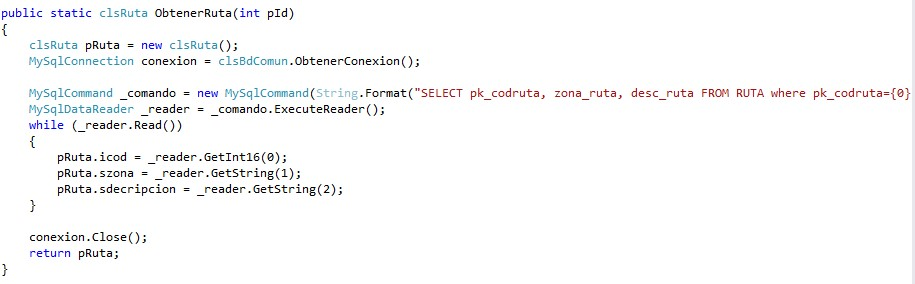 public static clsRuta ObtenerRuta(int pId)
{
clsRuta pRuta = new clsRuta();
MySqlConnection conexion = clsBdComun.ObtenerConexion();
MySqlCommand _comando = new MySqlCommand(String.Format("SELECT pk_codruta, zona_ruta, desc_ruta FROM RUTA where pk_codruta={0}
MySqlDataReader _reader = _comando.ExecuteReader();
while (_reader.Read())
{
pRuta.icod = _reader.GetInt16(0);
pRuta.szona = _reader.GetString(1);
pRuta.sdecripcion = _reader.GetString(2);
}
conexion.Close();
return pRuta;
}